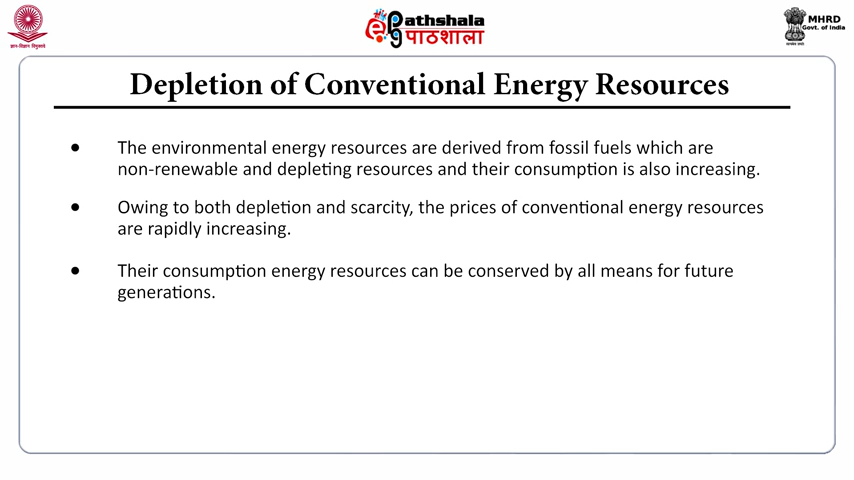 ज्ञान-विज्ञान विमुक्तये
ePgPathshala
पाठशाला
MHRD
Govt. of India
Depletion of Conventional Energy Resources
● The environmental energy resources are derived from fossil fuels which are
non-renewable and depleting resources and their consumption is also increasing.
● Owing to both depletion and scarcity, the prices of conventional energy resources
are rapidly increasing.
● Their consumption energy resources can be conserved by all means for future
generations.